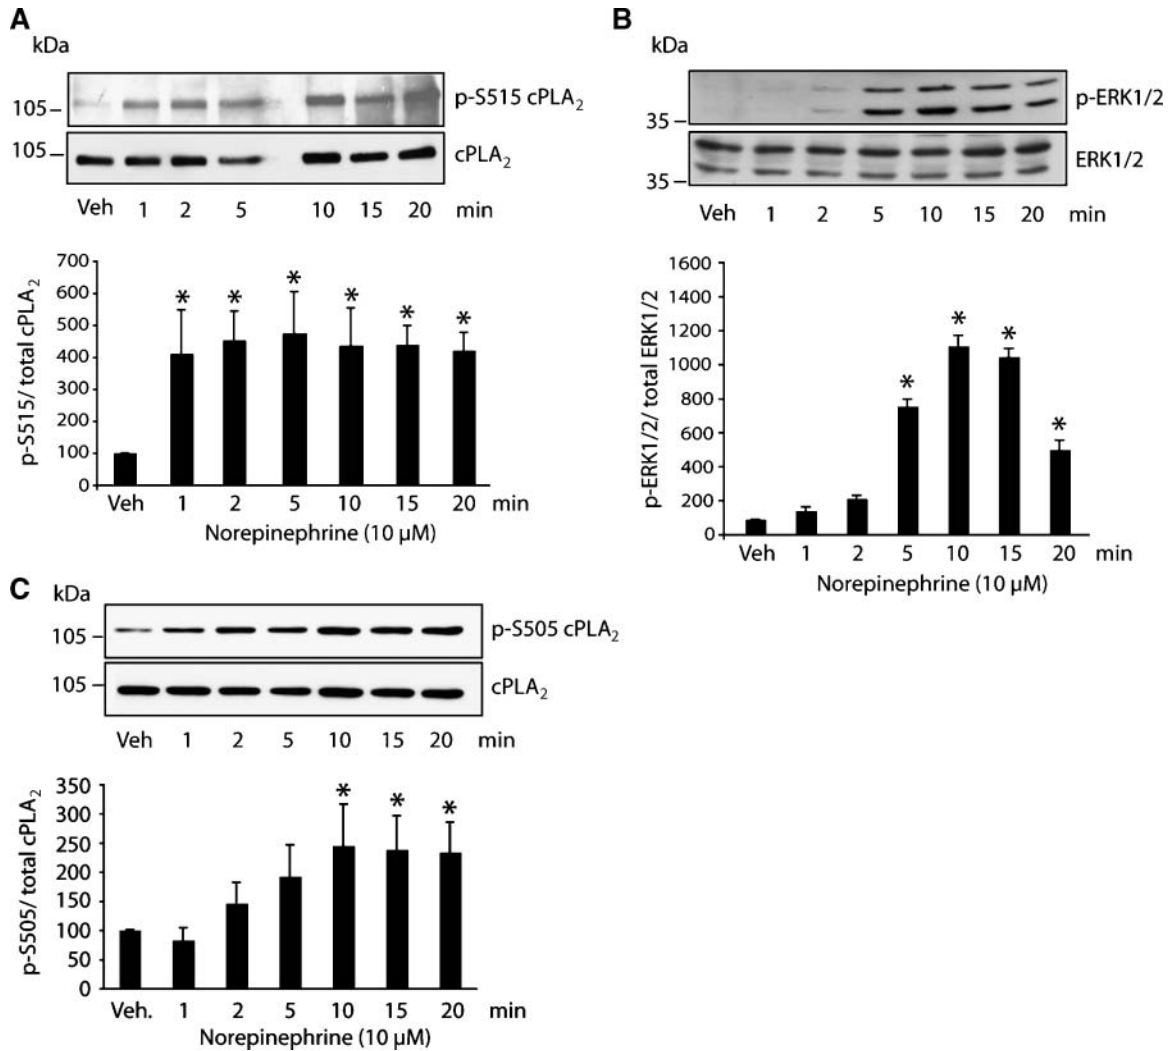 A
kDa
105
p-S515 cPLA2
105
cPLA2
Veh 1 2 5 10 15 20 min
p-S515/ total cPLA2
700
600
500
400
300
200
100
0
* * * * * *
Veh 1 2 5 10 15 20 min
Norepinephrine (10 μM)
B
kDa
35
p-ERK1/2
35
ERK1/2
Veh 1 2 5 10 15 20 min
p-ERK1/2/ total ERK1/2
1600
1400
1200
1000
800
600
400
200
0
* * * *
Veh 1 2 5 10 15 20 min
Norepinephrine (10 μM)
C
kDa
105
p-S505 cPLA2
105
cPLA2
Veh 1 2 5 10 15 20 min
p-S505/ total cPLA2
350
300
250
200
150
100
50
0
* * *
Veh. 1 2 5 10 15 20 min
Norepinephrine (10 μM)